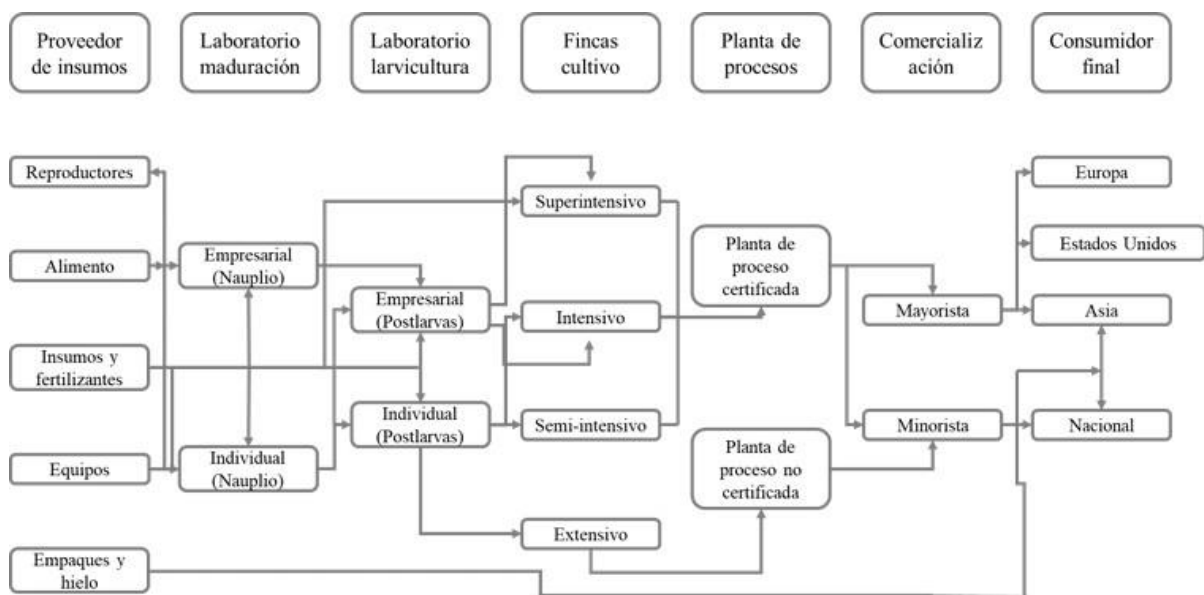 Proveedor
de insumos
Laboratorio
maduración
Laboratorio
larvicultura
Fincas
cultivo
Planta de
procesos
Comercializ
ación
Consumidor
final
Reproductores
Alimento
Insumos y
fertilizantes
Equipos
Empaques y
hielo
Empresarial
(Nauplio)
Individual
(Nauplio)
Empresarial
(Postlarvas)
Individual
(Postlarvas)
Superintensivo
Intensivo
Semi-intensivo
Extensivo
Planta de
proceso
certificada
Planta de
proceso no
certificada
Mayorista
Minorista
Europa
Estados Unidos
Asia
Nacional